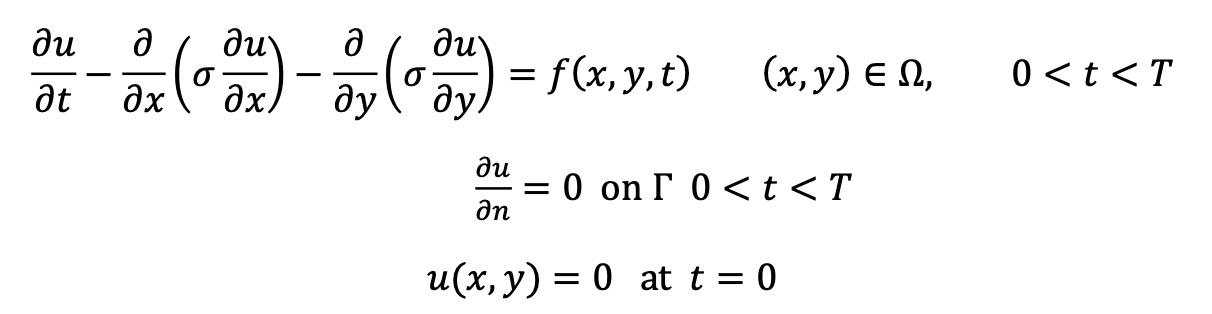 ∂u/∂t − ∂/∂x (σ ∂u/∂x) − ∂/∂y (σ ∂u/∂y) = f(x, y, t) (x, y) ∈ Ω, 0 < t < T
∂u/∂n = 0 on Γ 0 < t < T
u(x, y) = 0 at t = 0